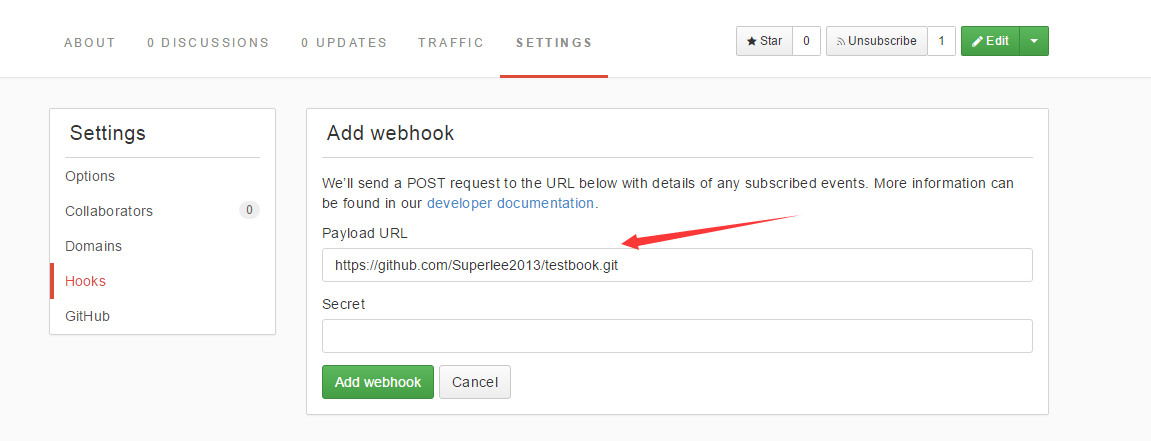 ABOUT 0 DISCUSSIONS 0 UPDATES TRAFFIC SETTINGS Star 0 Unsubscribe 1 Edit
Settings
Options
Collaborators 0
Domains
Hooks
GitHub
Add webhook
We'll send a POST request to the URL below with details of any subscribed events. More information can
be found in our developer documentation.
Payload URL
https://github.com/Superlee2013/testbook.git
Secret
Add webhook Cancel